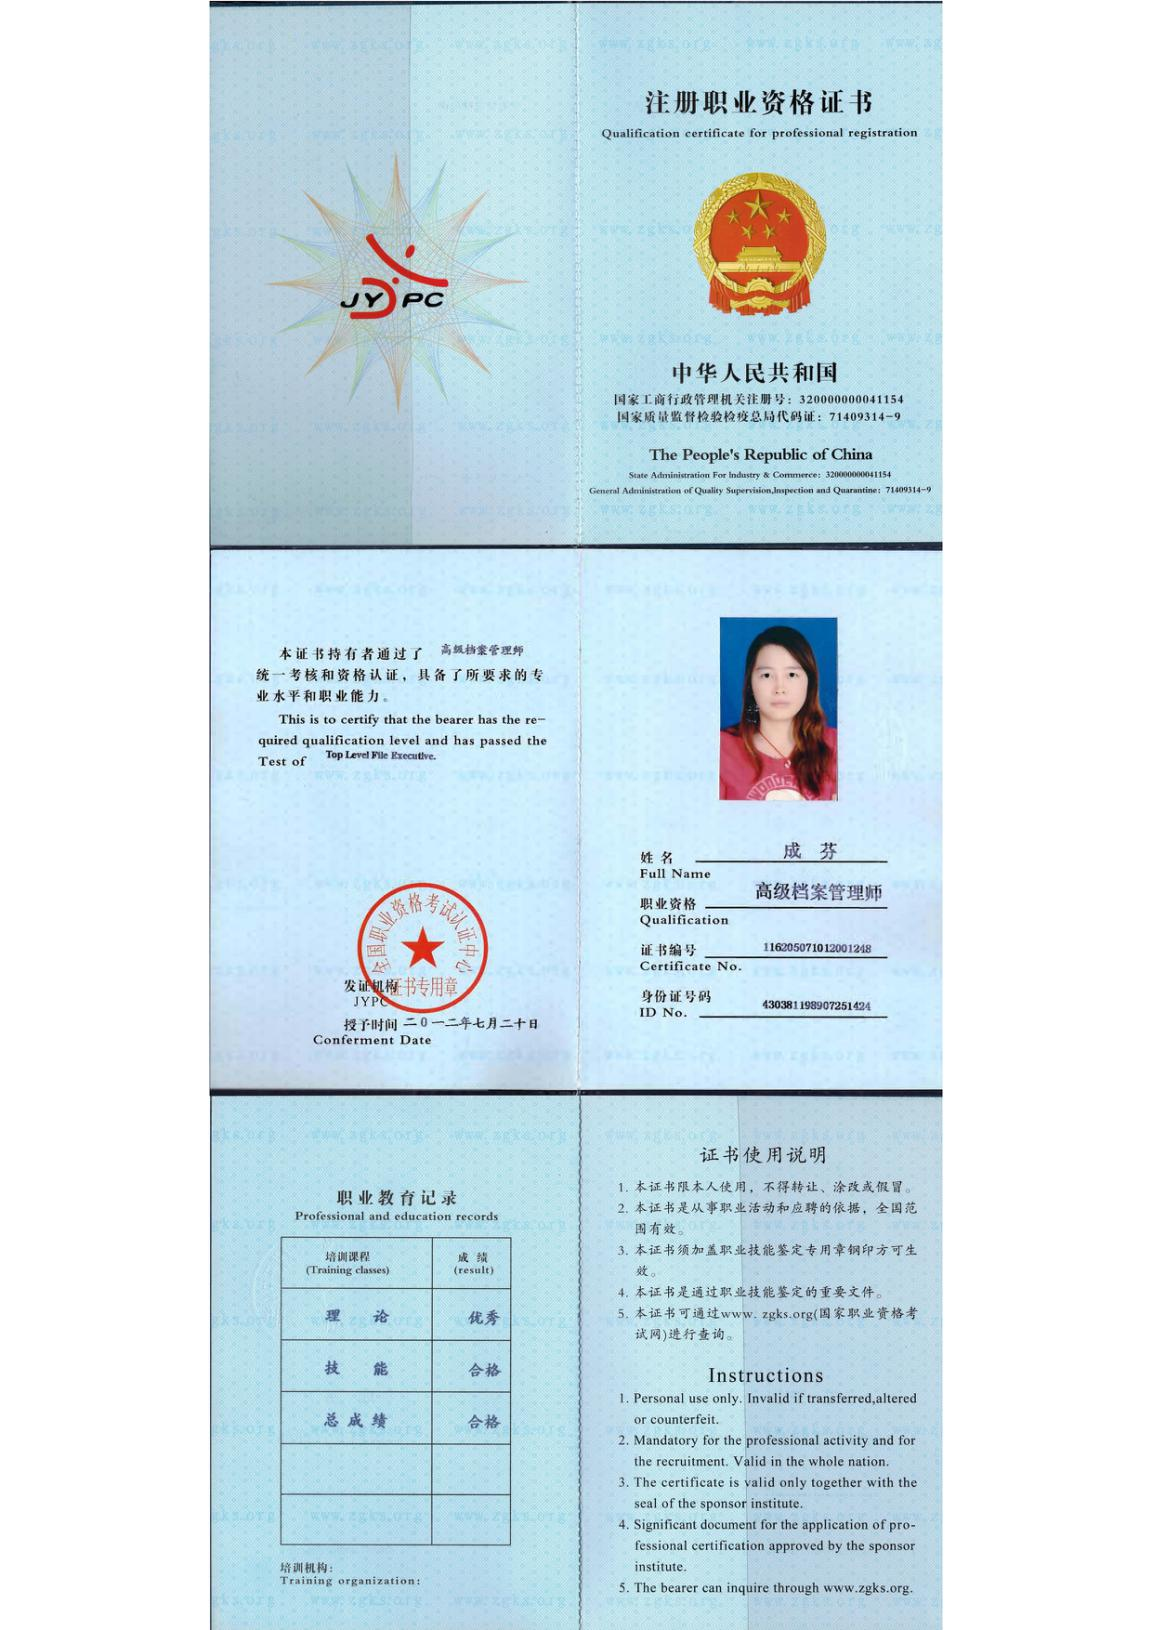 注册职业资格证书
Qualification certificate for professional registration
JYPC
中华人民共和国
国家工商行政管理机关注册号：320000000041154
国家质量监督检验检疫总局代码证：71409314-9
The People's Republic of China
State Administration For Industry & Commerce：320000000041154
General Administration of Quality Supervision,Inspection and Quarantine：71409314-9
本证书持有者通过了 高级档案管理师
统一考核和资格认证，具备了所要求的专
业水平和职业能力。
This is to certify that the bearer has the re-
quired qualification level and has passed the
Test of Top Level File Executive.
全国职业资格考试认证中心
证书专用章
发证机构
JYPC
授予时间 二０一二年七月二十日
Conferment Date
姓名 成芬
Full Name
职业资格 高级档案管理师
Qualification
证书编号 116205071012001248
Certificate No.
身份证号码 430381198907251424
ID No.
职业教育记录
Professional and education records
培训课程 成绩
(Training classes) (result)
理论 优秀
技能 合格
总成绩 合格
培训机构：
Training organization：
证书使用说明
1. 本证书限本人使用，不得转让、涂改或假冒。
2. 本证书是从事职业活动和应聘的依据，全国范
围有效。
3. 本证书须加盖职业技能鉴定专用章钢印方可生
效。
4. 本证书是通过职业技能鉴定的重要文件。
5. 本证书可通过www. zgks.org(国家职业资格考
试网)进行查询。
Instructions
1. Personal use only. Invalid if transferred,altered
or counterfeit.
2. Mandatory for the professional activity and for
the recruitment. Valid in the whole nation.
3. The certificate is valid only together with the
seal of the sponsor institute.
4. Significant document for the application of pro-
fessional certification approved by the sponsor
institute.
5. The bearer can inquire through www.zgks.org.